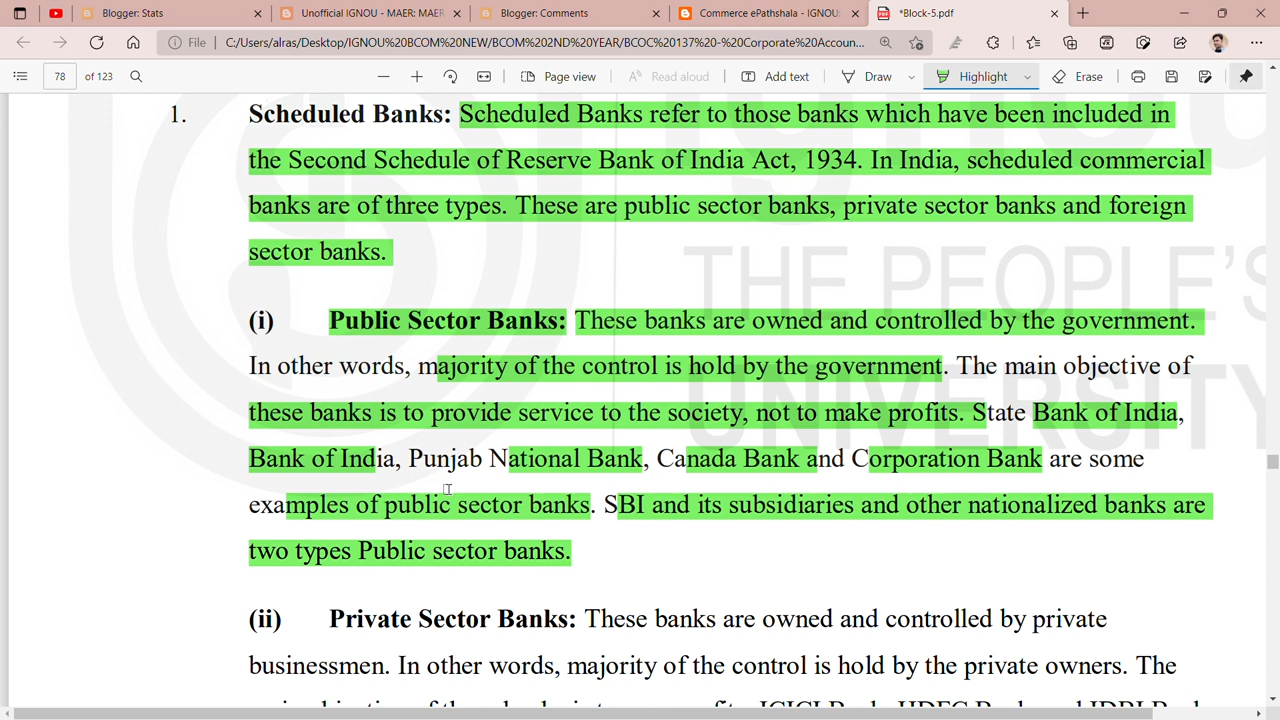 Blogger: Stats
Unofficial IGNOU - MAER: MAER
Blogger: Comments
Commerce ePathshala - IGNOU
*Block-5.pdf
File
C:/Users/alras/Desktop/IGNOU%20BCOM%20NEW/BCOM%202ND%20YEAR/BCOC%20137%20-%20Corporate%20Accoun...
78 of 123
Page view
Read aloud
Add text
Draw
Highlight
Erase
1. Scheduled Banks: Scheduled Banks refer to those banks which have been included in
the Second Schedule of Reserve Bank of India Act, 1934. In India, scheduled commercial
banks are of three types. These are public sector banks, private sector banks and foreign
sector banks.
THE PEOPLE'S
(i) Public Sector Banks: These banks are owned and controlled by the government.
In other words, majority of the control is hold by the government. The main objective of
UNIVERSITY
these banks is to provide service to the society, not to make profits. State Bank of India,
Bank of India, Punjab National Bank, Canada Bank and Corporation Bank are some
examples of public sector banks. SBI and its subsidiaries and other nationalized banks are
two types Public sector banks.
(ii) Private Sector Banks: These banks are owned and controlled by private
businessmen. In other words, majority of the control is hold by the private owners. The